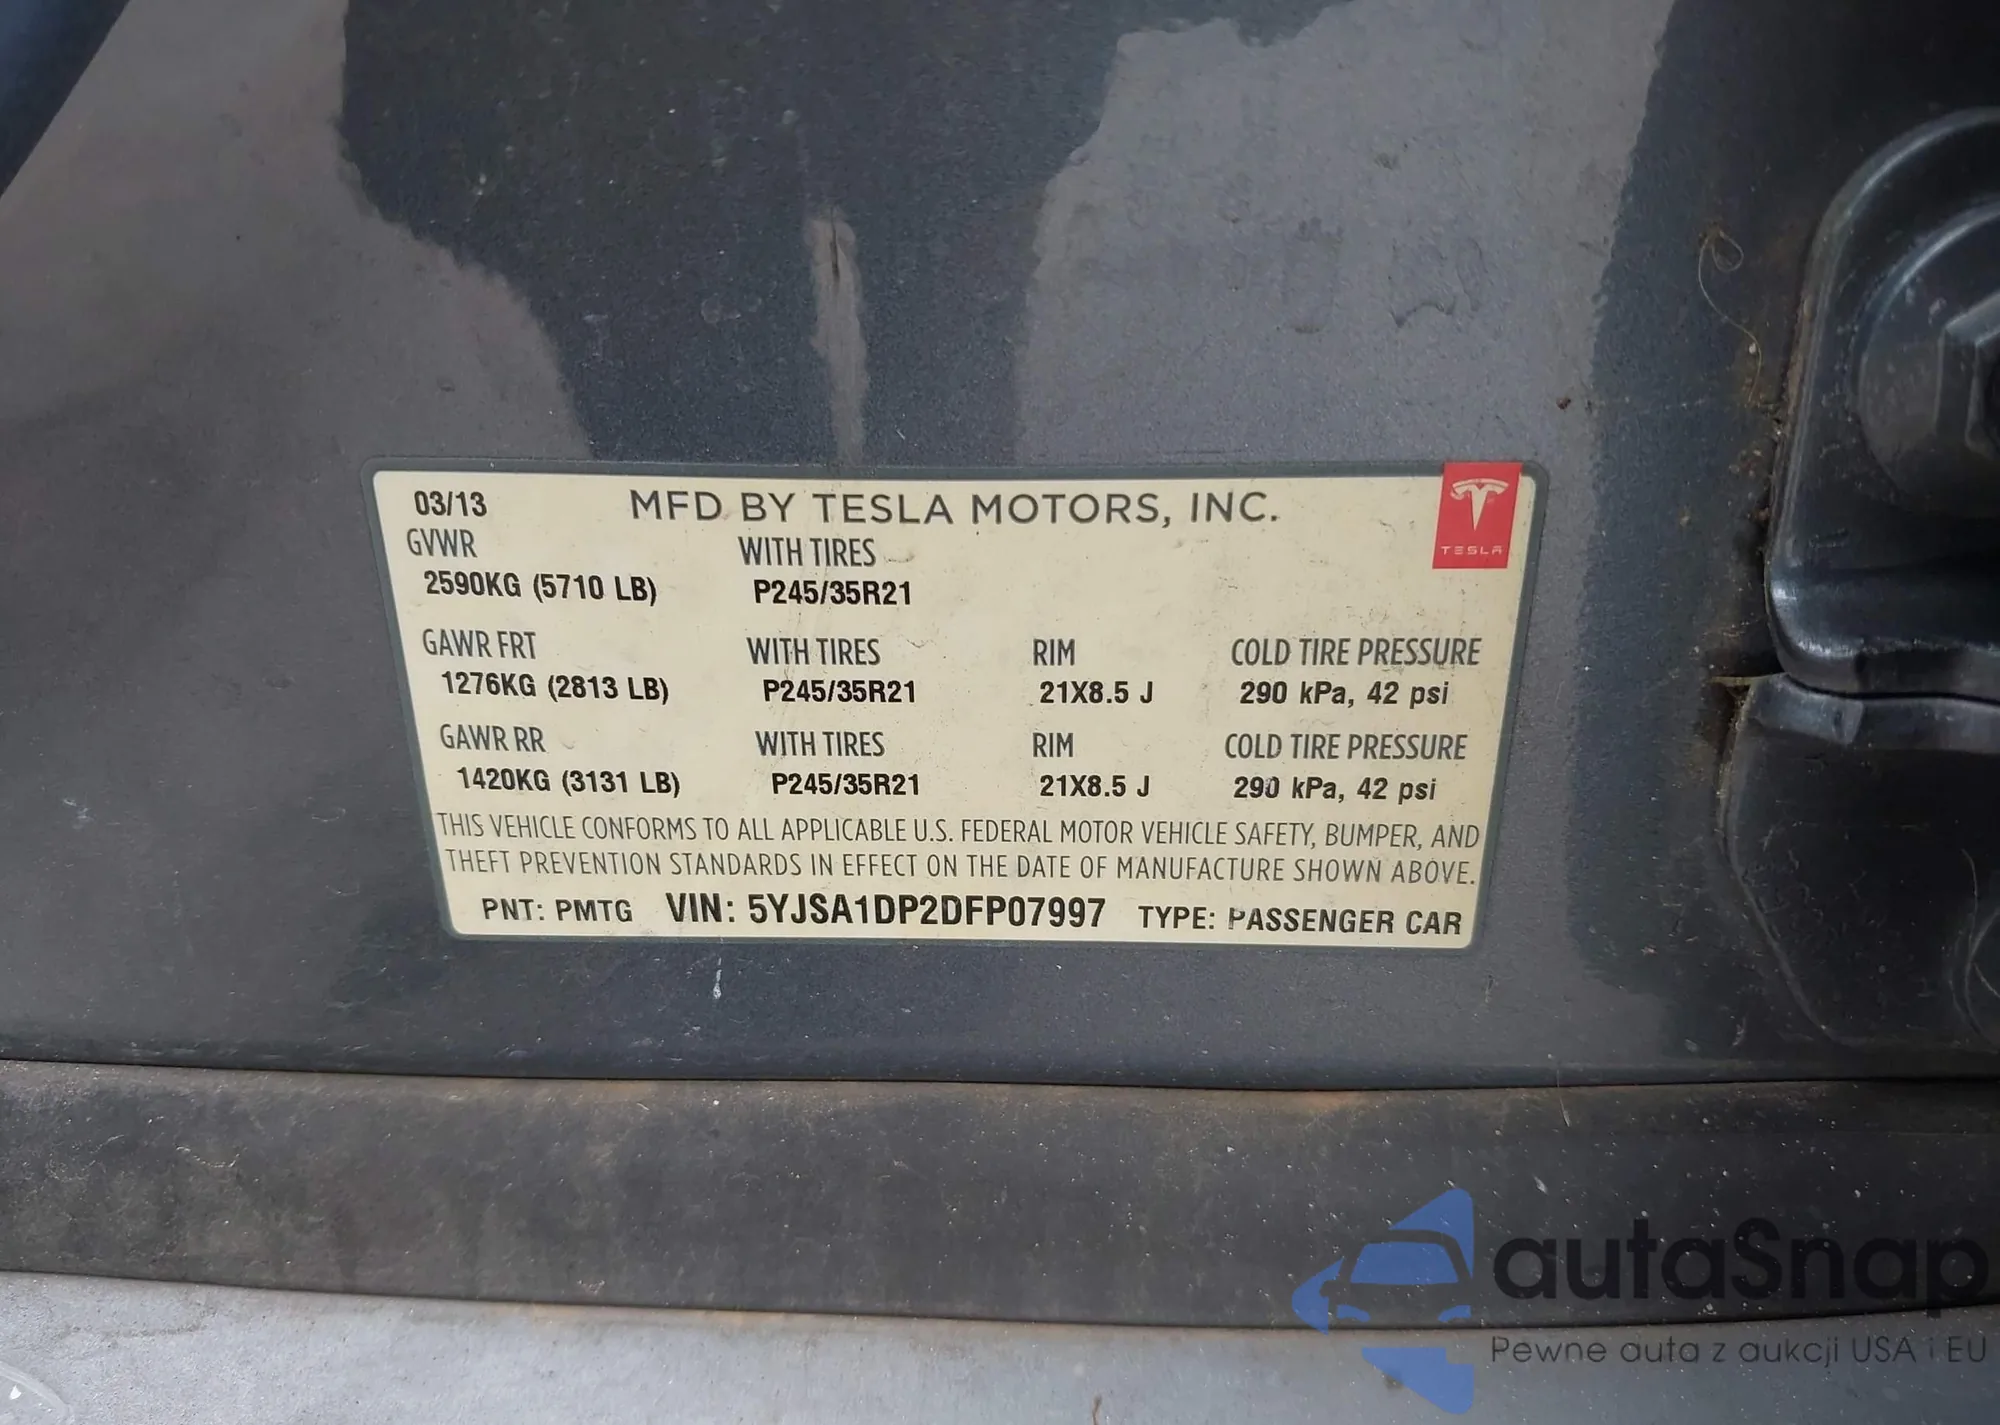 03/13 MFD BY TESLA MOTORS, INC.
TESLA
GVWR WITH TIRES
2590KG (5710 LB) P245/35R21
GAWR FRT WITH TIRES RIM COLD TIRE PRESSURE
1276KG (2813 LB) P245/35R21 21X8.5 J 290 kPa, 42 psi
GAWR RR WITH TIRES RIM COLD TIRE PRESSURE
1420KG (3131 LB) P245/35R21 21X8.5 J 290 kPa, 42 psi
THIS VEHICLE CONFORMS TO ALL APPLICABLE U.S. FEDERAL MOTOR VEHICLE SAFETY, BUMPER, AND
THEFT PREVENTION STANDARDS IN EFFECT ON THE DATE OF MANUFACTURE SHOWN ABOVE.
PNT: PMTG VIN: 5YJSA1DP2DFP07997 TYPE: PASSENGER CAR
autaSnap
Pewne auta z aukcji USA i EU